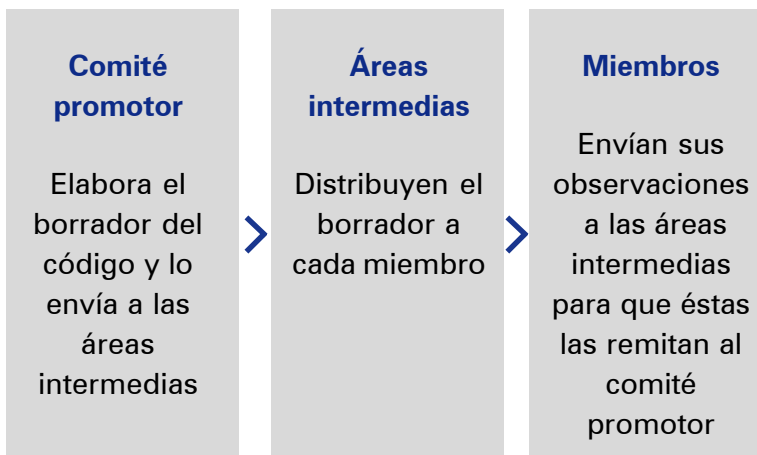 Comité
promotor
Elabora el
borrador del
código y lo
envía a las
áreas
intermedias
Áreas
intermedias
Distribuyen el
borrador a
cada miembro
Miembros
Envían sus
observaciones
a las áreas
intermedias
para que éstas
las remitan al
comité
promotor